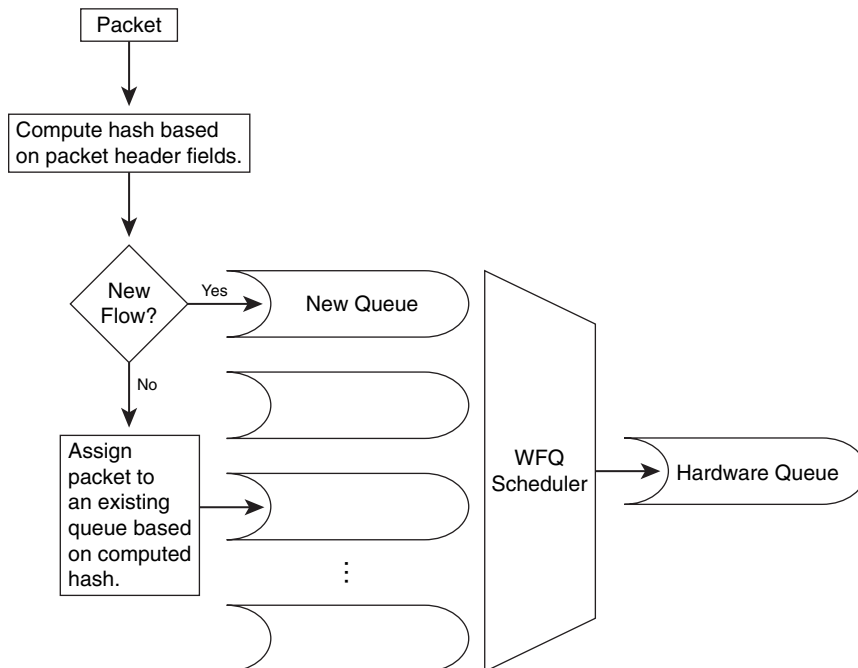 Packet
Compute hash based
on packet header fields.
New
Flow?
Yes
New Queue
No
Assign
packet to
an existing
queue based
on computed
hash.
WFQ
Scheduler
Hardware Queue